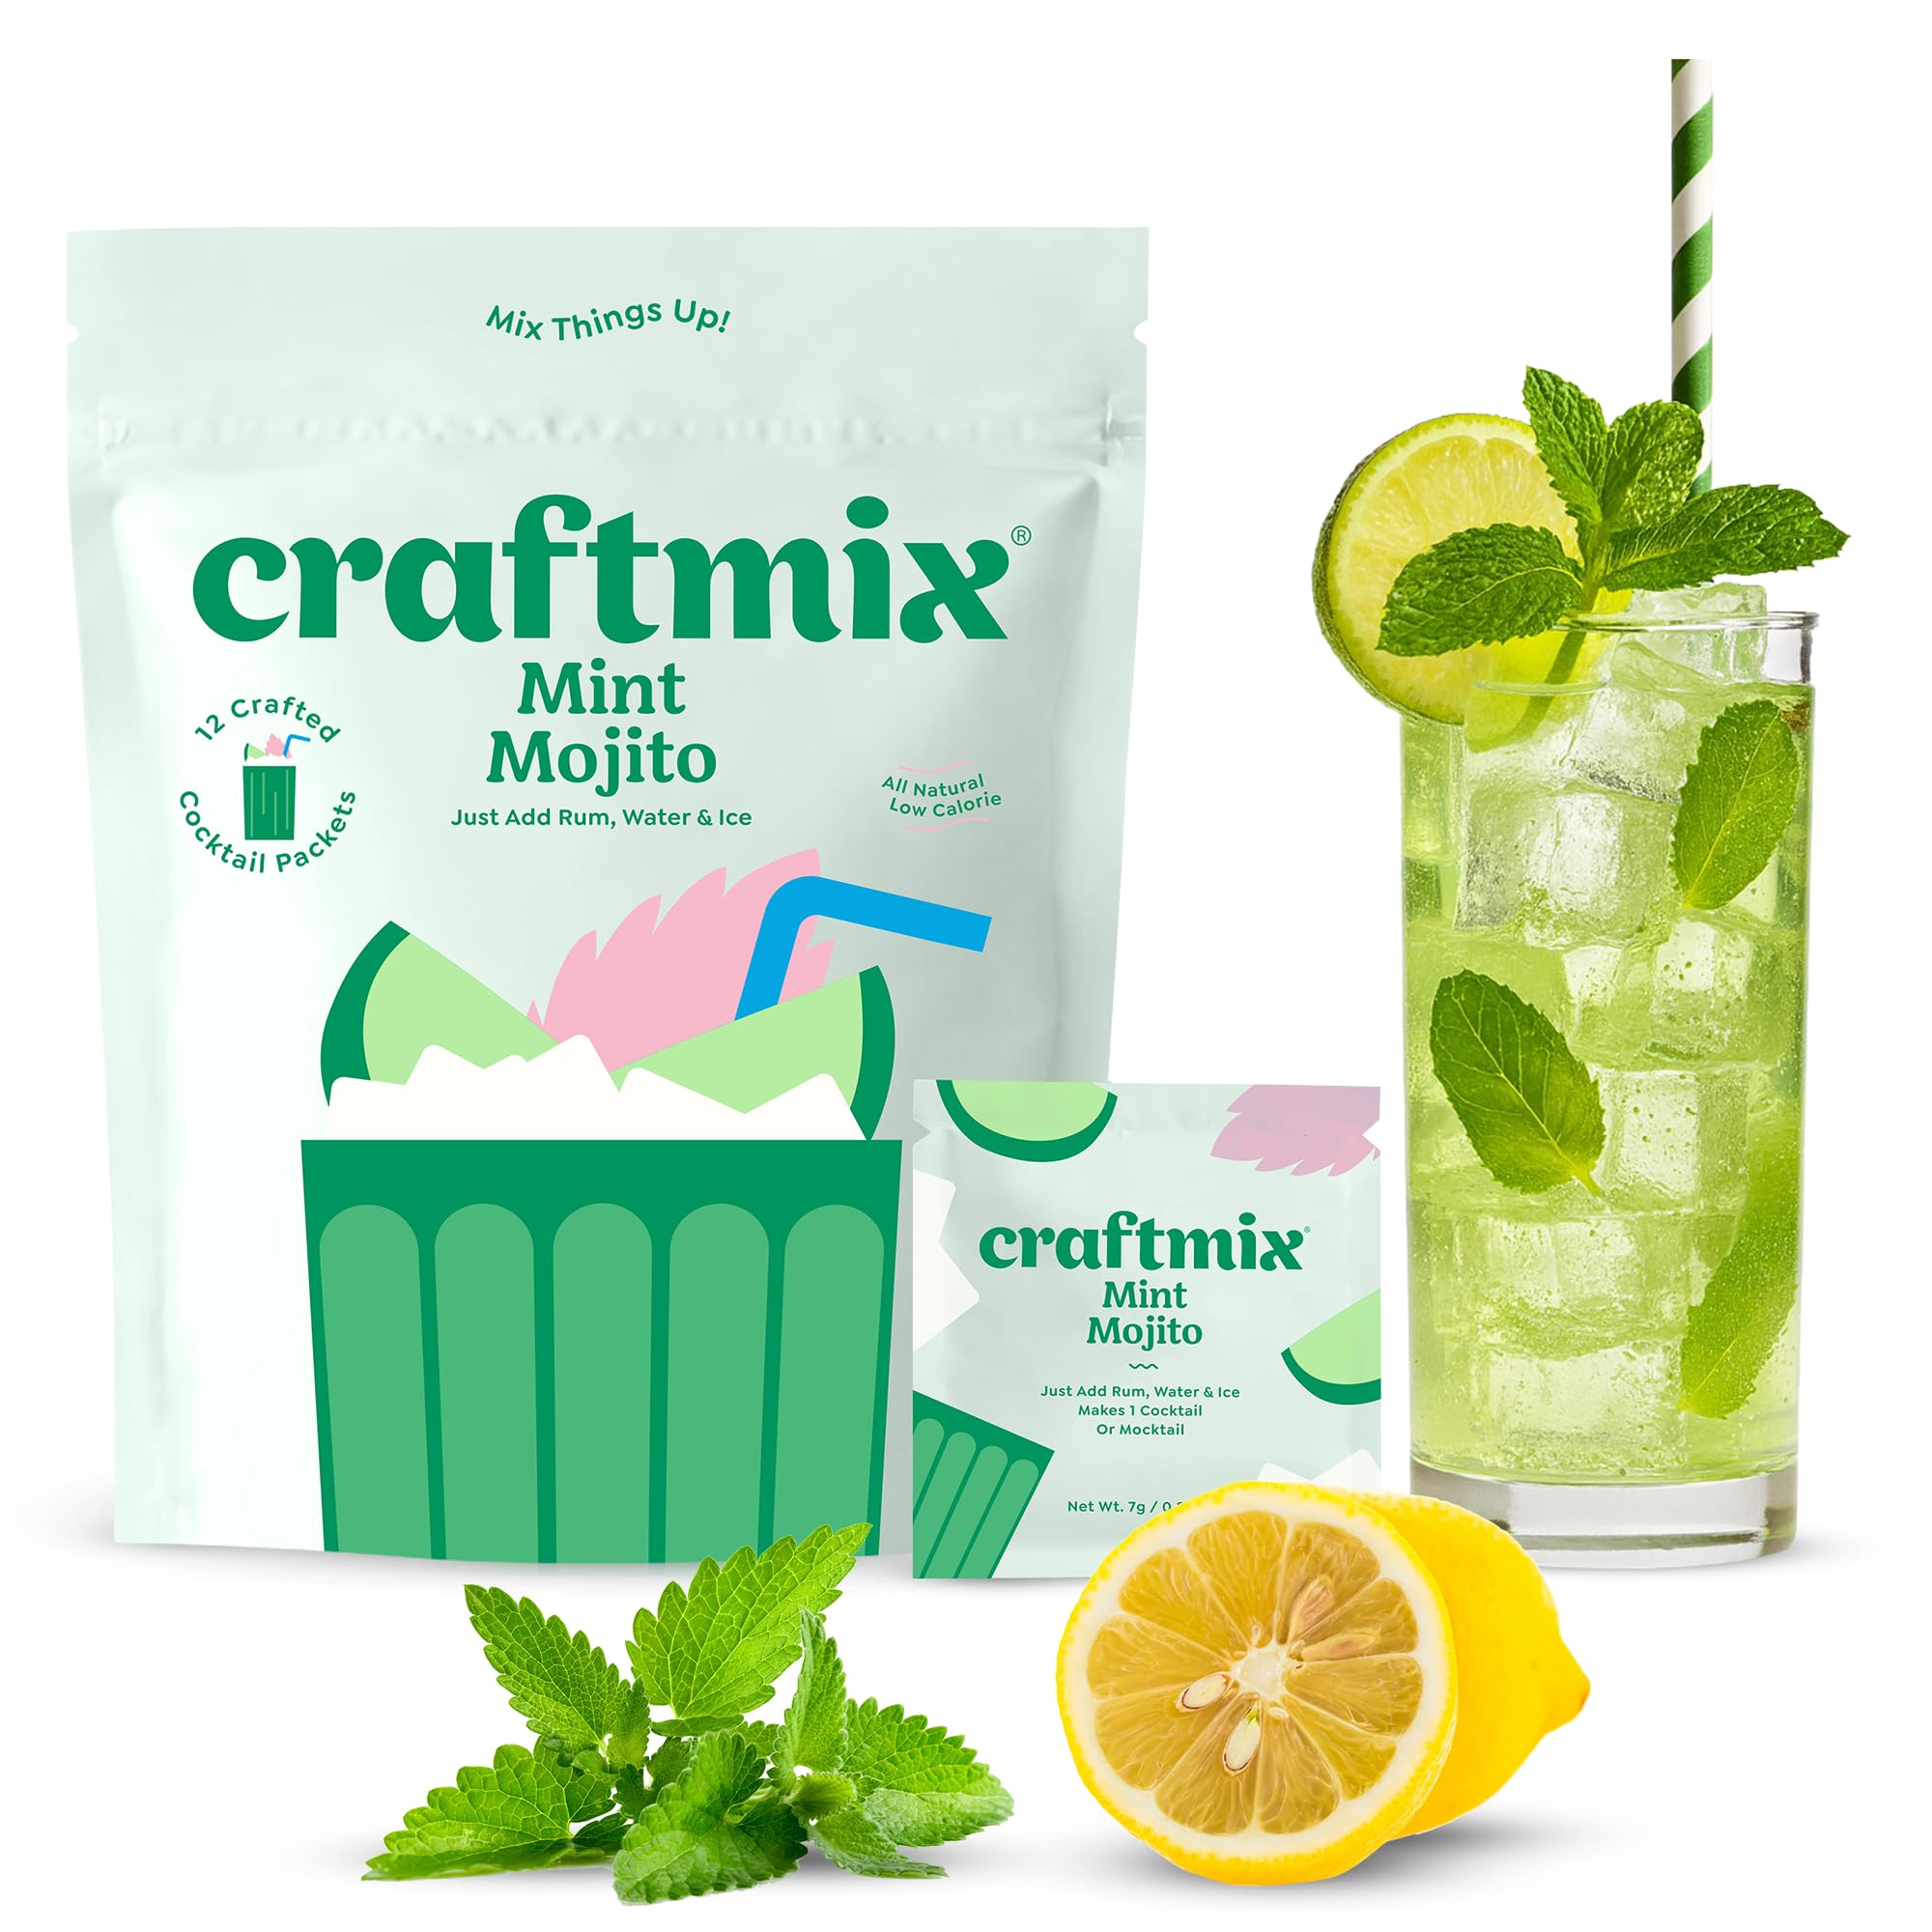 Mix Things Up!
craftmix®
Mint
Mojito
Just Add Rum, Water & Ice
12 Crafted
Cocktail Packets
All Natural
Low Calorie
craftmix®
Mint
Mojito
Just Add Rum, Water & Ice
Makes 1 Cocktail
Or Mocktail
Net Wt. 7g /